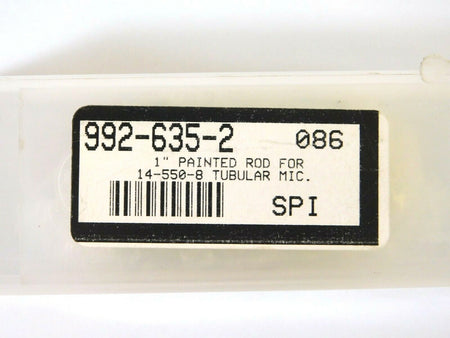 992-635-2 086
1" PAINTED ROD FOR
14-550-8 TUBULAR MIC.
SPI